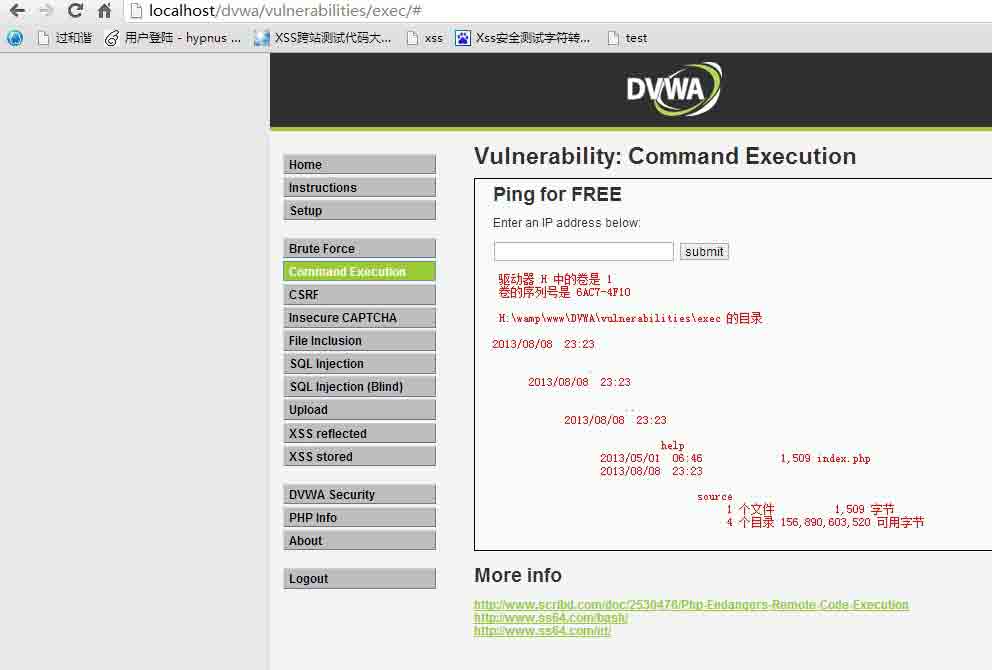 localhost/dvwa/vulnerabilities/exec/#
过和谐 用户登陆 - hypnus ... XSS跨站测试代码大... xss Xss安全测试字符转... test
DVWA
Home
Instructions
Setup
Brute Force
Command Execution
CSRF
Insecure CAPTCHA
File Inclusion
SQL Injection
SQL Injection (Blind)
Upload
XSS reflected
XSS stored
DVWA Security
PHP Info
About
Logout
Vulnerability: Command Execution
Ping for FREE
Enter an IP address below:
submit
驱动器 H 中的卷是 1
卷的序列号是 6AC7-4F10
H:\wamp\www\DVWA\vulnerabilities\exec 的目录
2013/08/08 23:23
.
2013/08/08 23:23
..
2013/08/08 23:23
help
2013/05/01 06:46 1,509 index.php
2013/08/08 23:23
source
1 个文件 1,509 字节
4 个目录 156,890,603,520 可用字节
More info
http://www.scribd.com/doc/2530476/Php-Endangers-Remote-Code-Execution
http://www.ss64.com/bash/
http://www.ss64.com/nt/